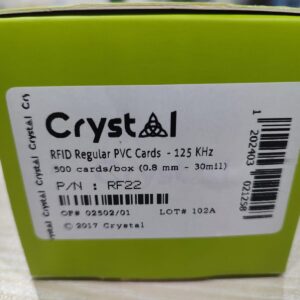 Crystal
RFID Regular PVC Cards - 125 KHz
500 cards/box (0.8 mm - 30mil)
P/N : RF22
OF# 02502/01 LOT# 102A
© 2017 Crystal
1 202403 021258
Crystal Crystal Crystal Crystal